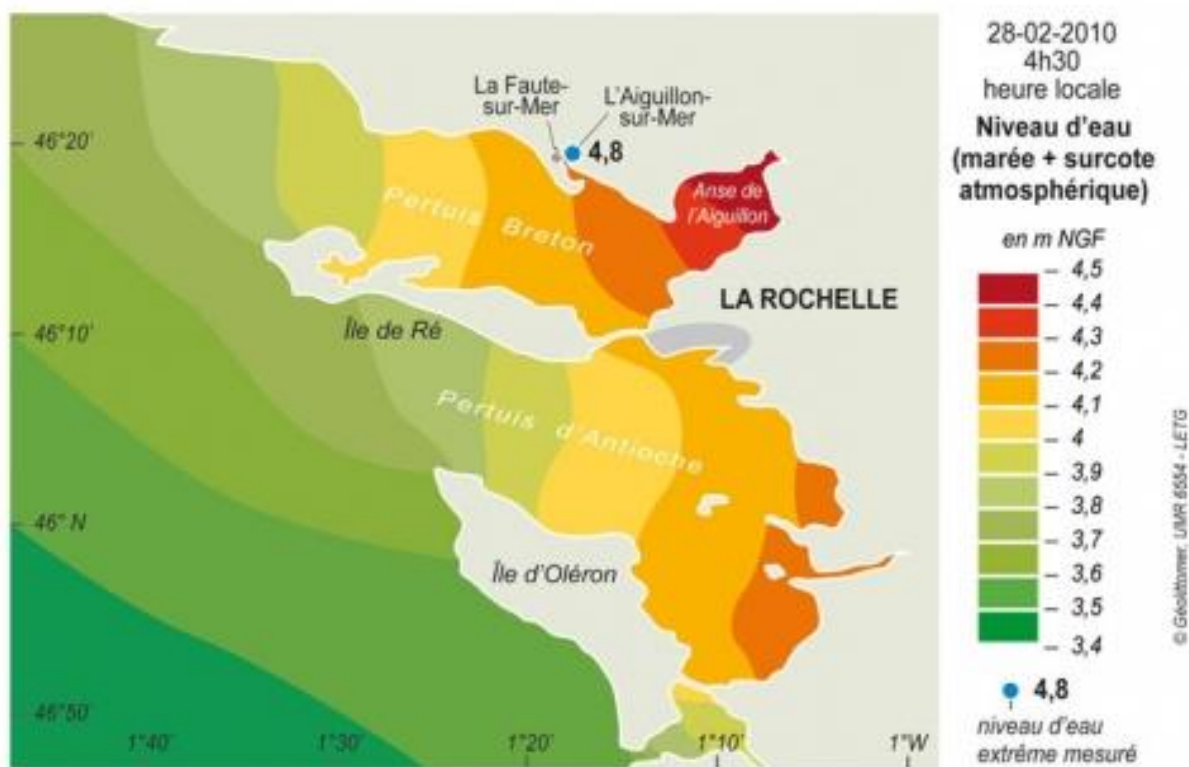 28-02-2010
4h30
heure locale
Niveau d'eau
(marée + surcote
atmosphérique)
en m NGF
4,5
4,4
4,3
4,2
4,1
4
3,9
3,8
3,7
3,6
3,5
3,4
4,8
niveau d'eau
extrême mesuré
© Géolittomer, UMR 6554 - LETG
La Faute-
sur-Mer
L'Aiguillon-
sur-Mer
4,8
46°20'
Anse de
l'Aiguillon
Pertuis Breton
LA ROCHELLE
46°10'
Île de Ré
Pertuis d'Antioche
46° N
Île d'Oléron
46°50'
1°40'
1°30'
1°20'
1°10'
1°W